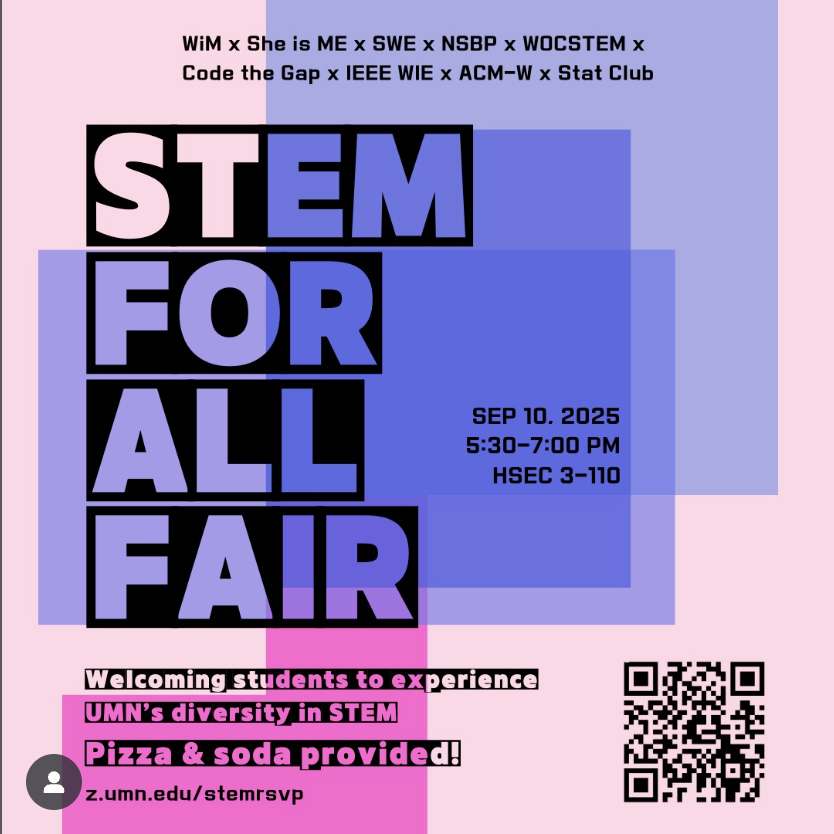 WiM x She is ME x SWE x NSBP x WOCSTEM x
Code the Gap x IEEE WIE x ACM-W x Stat Club
STEM
FOR
ALL
FAIR
SEP 10, 2025
5:30-7:00 PM
HSEC 3-110
Welcoming students to experience
UMN's diversity in STEM
Pizza & soda provided!
z.umn.edu/stemrsvp